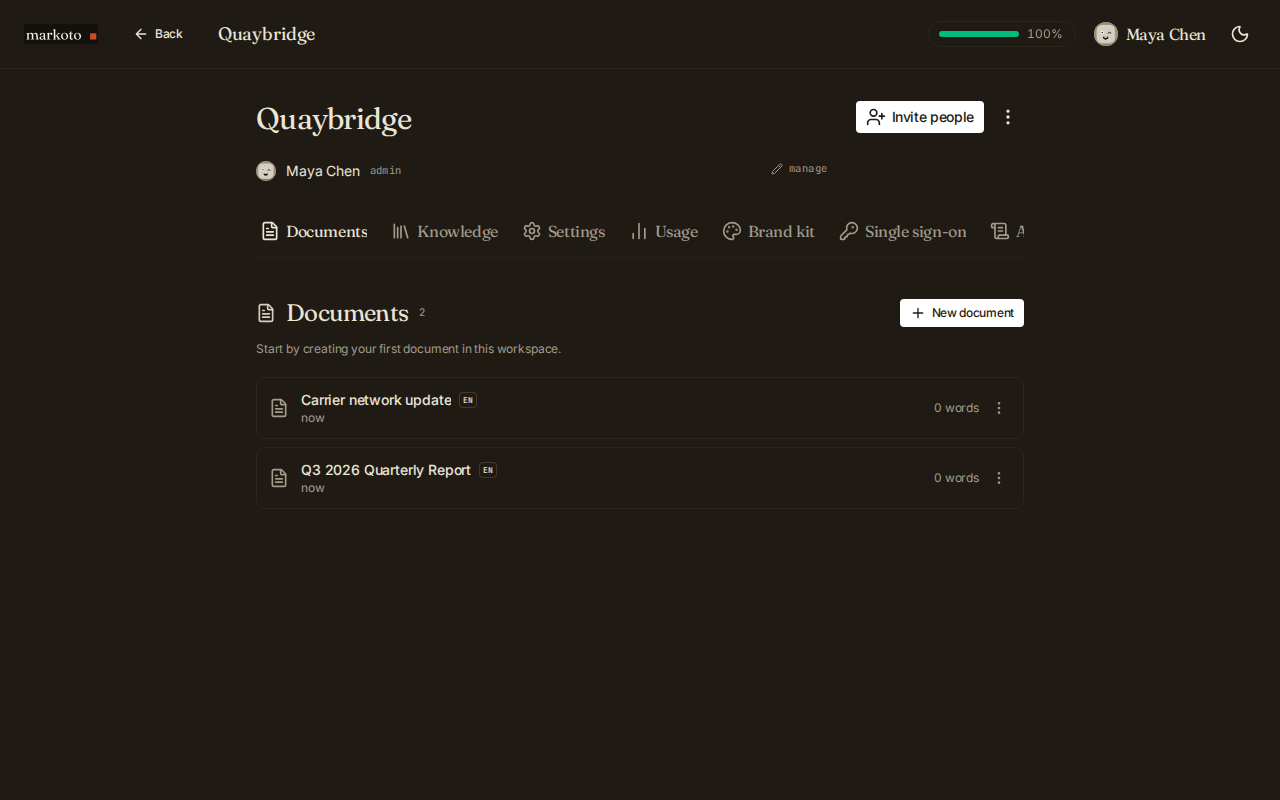 markoto
Back
Quaybridge
100%
Maya Chen
Quaybridge
Invite people
Maya Chen admin
manage
Documents
Knowledge
Settings
Usage
Brand kit
Single sign-on
Documents 2
New document
Start by creating your first document in this workspace.
Carrier network update EN
now
0 words
Q3 2026 Quarterly Report EN
now
0 words